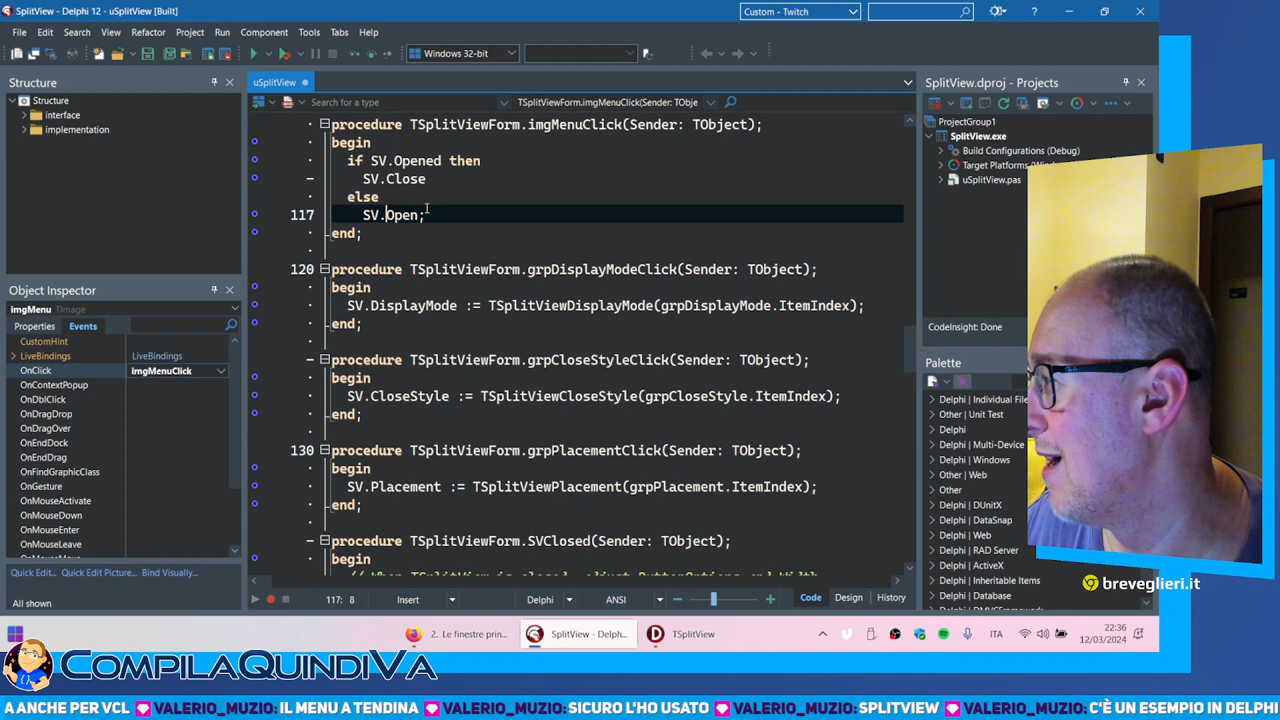 SplitView - Delphi 12 - uSplitView [Built]
Custom - Twitch
File Edit Search View Refactor Project Run Component Tools Tabs Help
Windows 32-bit
Structure
Structure
interface
implementation
uSplitView
Search for a type
TSplitViewForm.imgMenuClick(Sender: TObje
procedure TSplitViewForm.imgMenuClick(Sender: TObject);
begin
if SV.Opened then
SV.Close
else
117 SV.Open;
end;
120 procedure TSplitViewForm.grpDisplayModeClick(Sender: TObject);
begin
SV.DisplayMode := TSplitViewDisplayMode(grpDisplayMode.ItemIndex);
end;
procedure TSplitViewForm.grpCloseStyleClick(Sender: TObject);
begin
SV.CloseStyle := TSplitViewCloseStyle(grpCloseStyle.ItemIndex);
end;
130 procedure TSplitViewForm.grpPlacementClick(Sender: TObject);
begin
SV.Placement := TSplitViewPlacement(grpPlacement.ItemIndex);
end;
procedure TSplitViewForm.SVClosed(Sender: TObject);
begin
Object Inspector
imgMenu TImage
Properties Events
CustomHint
LiveBindings LiveBindings
OnClick imgMenuClick
OnContextPopup
OnDblClick
OnDragDrop
OnDragOver
OnEndDock
OnEndDrag
OnFindGraphicClass
OnGesture
OnMouseActivate
OnMouseDown
OnMouseEnter
OnMouseLeave
Quick Edit... Quick Edit Picture... Bind Visually...
All shown
117: 8 Insert Delphi ANSI
Code Design History
SplitView.dproj - Projects
ProjectGroup1
SplitView.exe
Build Configurations (Debug)
Target Platforms (Win
uSplitView.pas
CodeInsight: Done
Palette
Delphi | Individual File
Other | Unit Test
Delphi
Delphi | Multi-Device
Delphi | Windows
Other | Web
Other
Delphi | DUnitX
Delphi | DataSnap
Delphi | Web
Delphi | RAD Server
Delphi | ActiveX
Delphi | Inheritable Items
Delphi | Database
breveglieri.it
2. Le finestre prin...
SplitView - Delph...
SplitView
ITA
22:36
12/03/2024
COMPILAQUINDIVA
A ANCHE PER VCL VALERIO_MUZIO: IL MENU A TENDINA VALERIO_MUZIO: SICURO L'HO USATO VALERIO_MUZIO: SPLITVIEW VALERIO_MUZIO: C'È UN ESEMPIO IN DELPHI